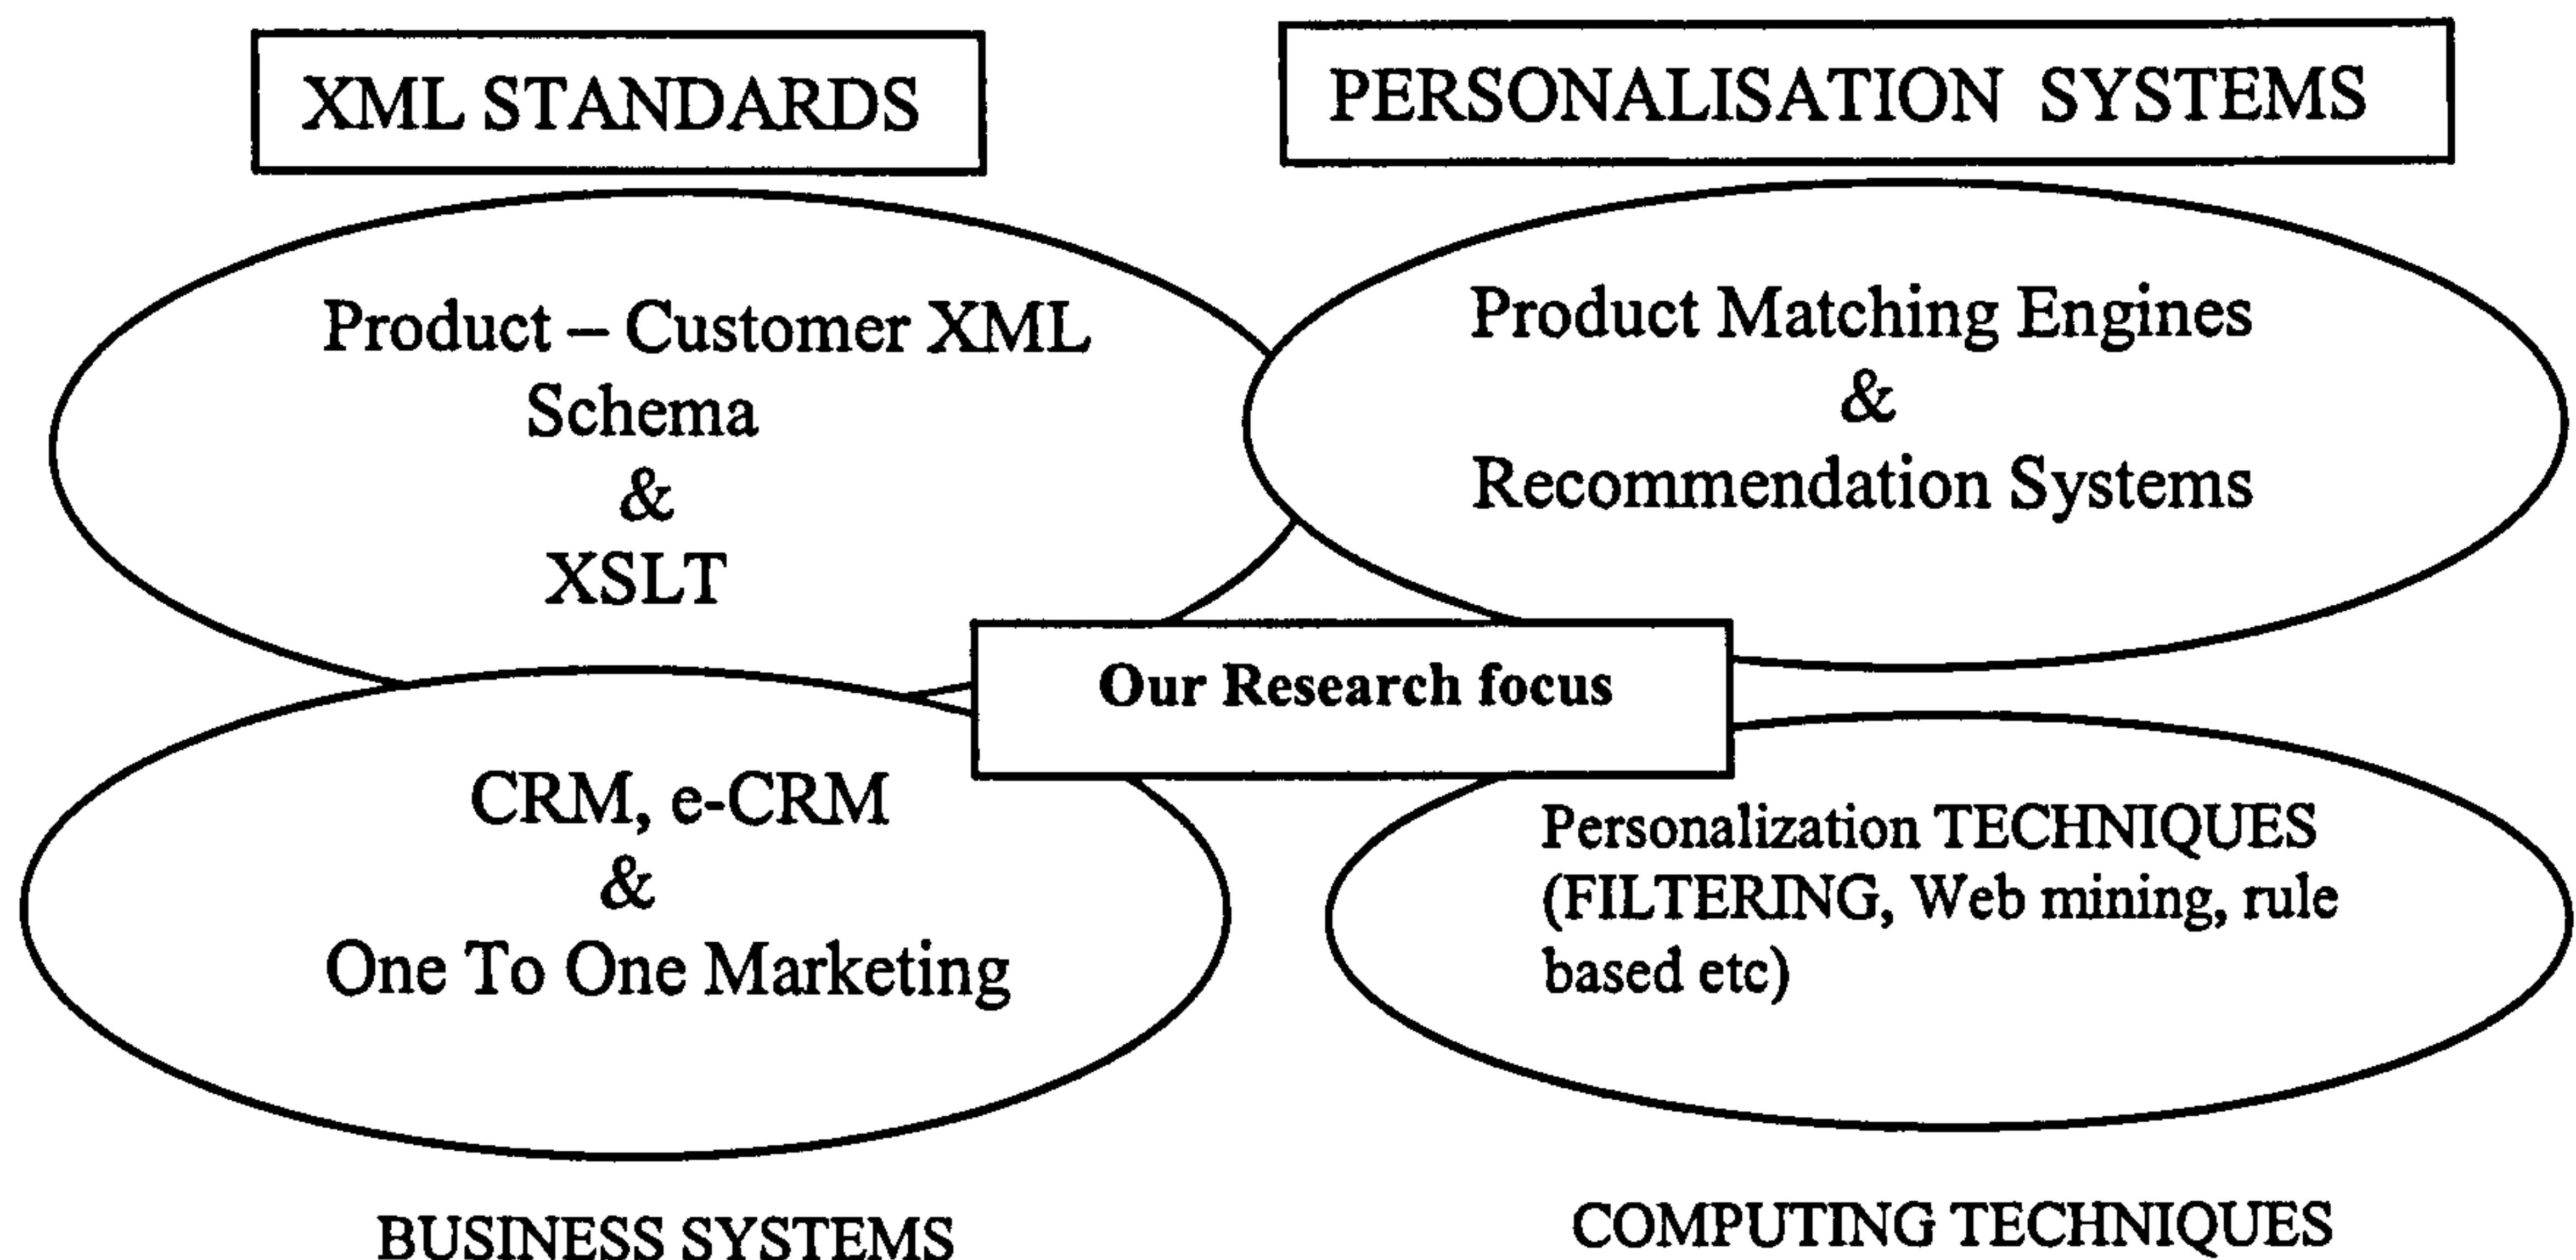 XML STANDARDS
PERSONALISATION SYSTEMS
Product – Customer XML
Schema
&
XSLT
Product Matching Engines
&
Recommendation Systems
Our Research focus
CRM, e-CRM
&
One To One Marketing
Personalization TECHNIQUES
(FILTERING, Web mining, rule
based etc)
BUSINESS SYSTEMS
COMPUTING TECHNIQUES